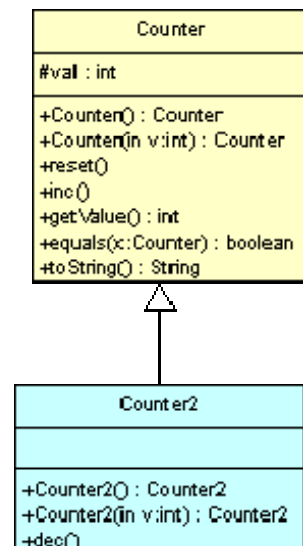 Counter
#val : int
+Counter() : Counter
+Counter(in v:int) : Counter
+reset()
+inc()
+getValue() : int
+equals(x:Counter) : boolean
+toString() : String
Counter2
+Counter2() : Counter2
+Counter2(in v:int) : Counter2
+dec()